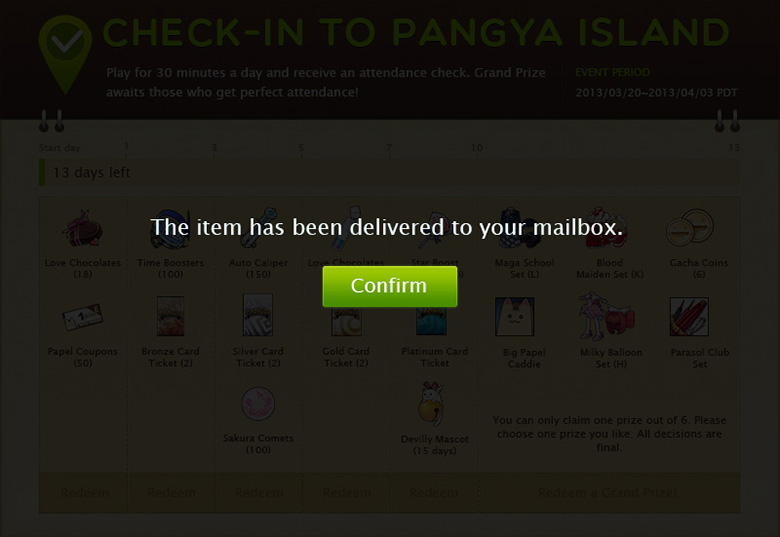 CHECK-IN TO PANGYA ISLAND
Play for 30 minutes a day and receive an attendance check. Grand Prize
awaits those who get perfect attendance!
EVENT PERIOD
2013/03/20~2013/04/03 PDT
Start day 1 3 5 7 10 13
13 days left
The item has been delivered to your mailbox.
Love Chocolates
(18)
Time Boosters
(100)
Auto Caliper
(150)
Love Chocolates
Star Boost
Maga School
Set (L)
Blood
Maiden Set (K)
Gacha Coins
(6)
Confirm
Papel Coupons
(50)
Bronze Card
Ticket (2)
Silver Card
Ticket (2)
Gold Card
Ticket (2)
Platinum Card
Ticket
Big Papel
Caddie
Milky Balloon
Set (H)
Parasol Club
Set
Sakura Comets
(100)
Devilly Mascot
(15 days)
You can only claim one prize out of 6. Please
choose one prize you like. All decisions are
final.
Redeem Redeem Redeem Redeem Redeem Redeem a Grand Prize!